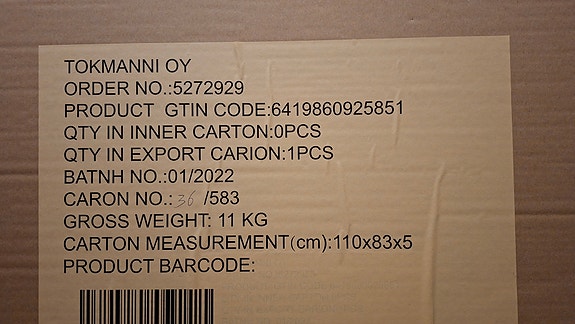 TOKMANNI OY
ORDER NO.:5272929
PRODUCT GTIN CODE:6419860925851
QTY IN INNER CARTON:0PCS
QTY IN EXPORT CARION:1PCS
BATNH NO.:01/2022
CARON NO.:36 /583
GROSS WEIGHT: 11 KG
CARTON MEASUREMENT(cm):110x83x5
PRODUCT BARCODE: